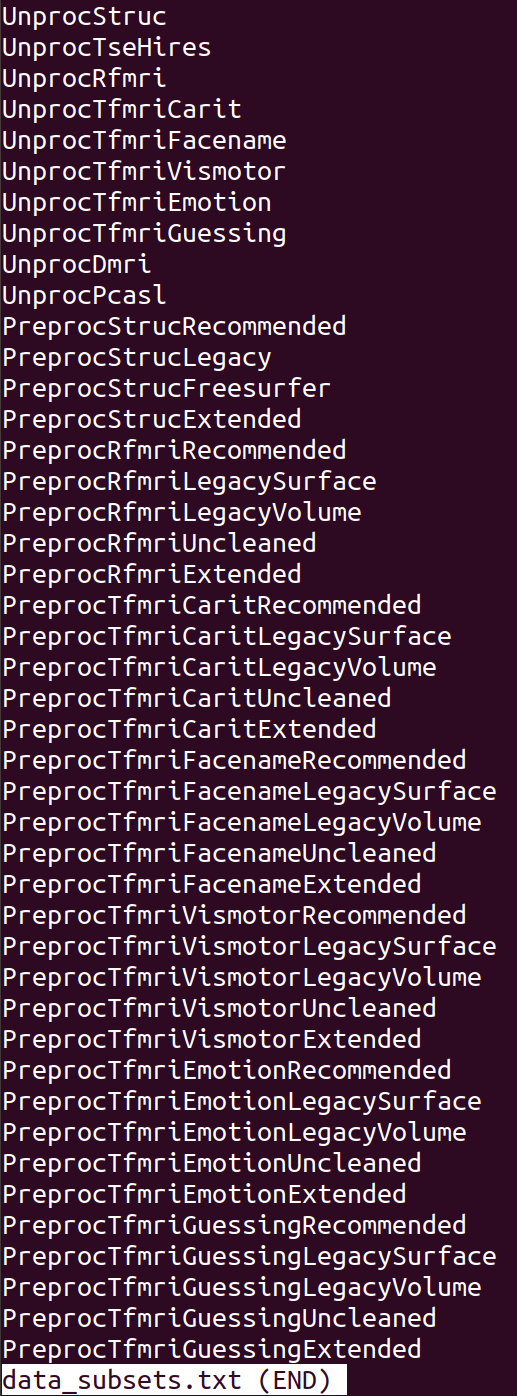 UnprocStruc
UnprocTseHires
UnprocRfmri
UnprocTfmriCarit
UnprocTfmriFacename
UnprocTfmriVismotor
UnprocTfmriEmotion
UnprocTfmriGuessing
UnprocDmri
UnprocPcasl
PreprocStrucRecommended
PreprocStrucLegacy
PreprocStrucFreesurfer
PreprocStrucExtended
PreprocRfmriRecommended
PreprocRfmriLegacySurface
PreprocRfmriLegacyVolume
PreprocRfmriUncleaned
PreprocRfmriExtended
PreprocTfmriCaritRecommended
PreprocTfmriCaritLegacySurface
PreprocTfmriCaritLegacyVolume
PreprocTfmriCaritUncleaned
PreprocTfmriCaritExtended
PreprocTfmriFacenameRecommended
PreprocTfmriFacenameLegacySurface
PreprocTfmriFacenameLegacyVolume
PreprocTfmriFacenameUncleaned
PreprocTfmriFacenameExtended
PreprocTfmriVismotorRecommended
PreprocTfmriVismotorLegacySurface
PreprocTfmriVismotorLegacyVolume
PreprocTfmriVismotorUncleaned
PreprocTfmriVismotorExtended
PreprocTfmriEmotionRecommended
PreprocTfmriEmotionLegacySurface
PreprocTfmriEmotionLegacyVolume
PreprocTfmriEmotionUncleaned
PreprocTfmriEmotionExtended
PreprocTfmriGuessingRecommended
PreprocTfmriGuessingLegacySurface
PreprocTfmriGuessingLegacyVolume
PreprocTfmriGuessingUncleaned
PreprocTfmriGuessingExtended
data_subsets.txt (END)